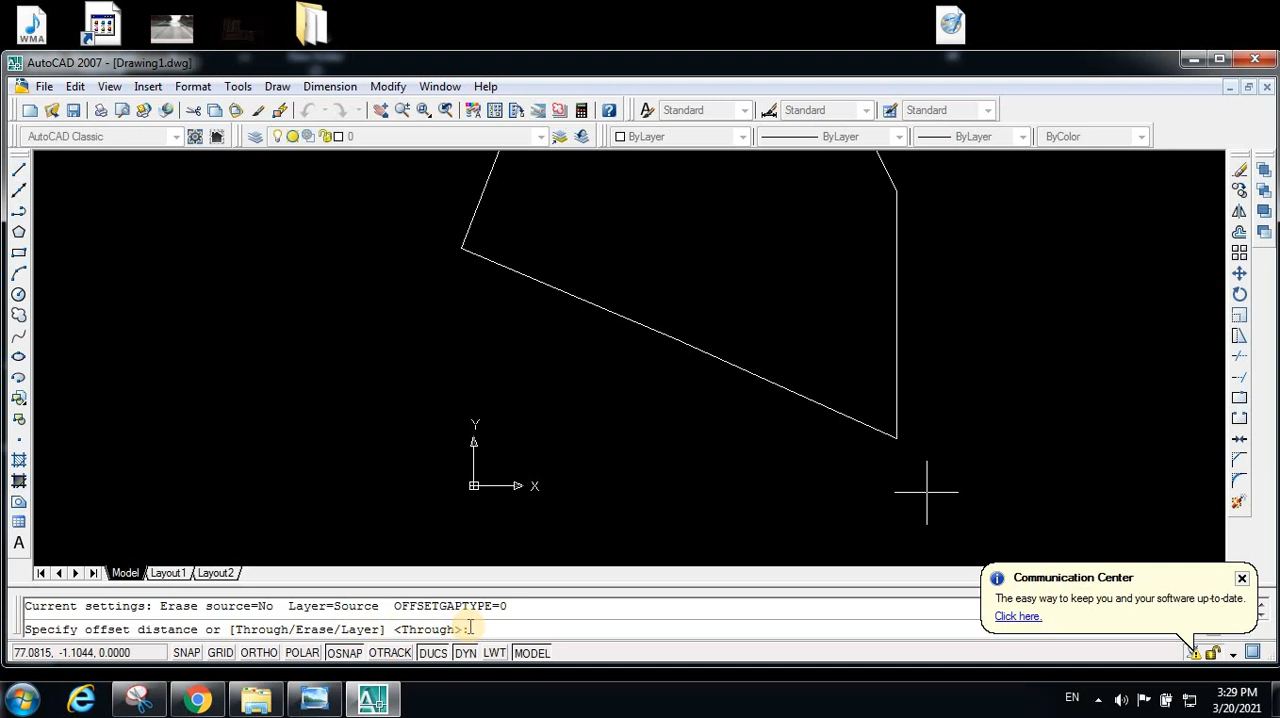 WMA
AutoCAD 2007 - [Drawing1.dwg]
File Edit View Insert Format Tools Draw Dimension Modify Window Help
Standard Standard Standard
AutoCAD Classic 0 ByLayer ByLayer ByLayer ByColor
Y
X
Model Layout1 Layout2
Communication Center
The easy way to keep you and your software up-to-date.
Click here.
Current settings: Erase source=No Layer=Source OFFSETGAPTYPE=0
Specify offset distance or [Through/Erase/Layer] <Through>:
77.0815, -1.1044, 0.0000 SNAP GRID ORTHO POLAR OSNAP OTRACK DUCS DYN LWT MODEL
EN
3:29 PM
3/20/2021